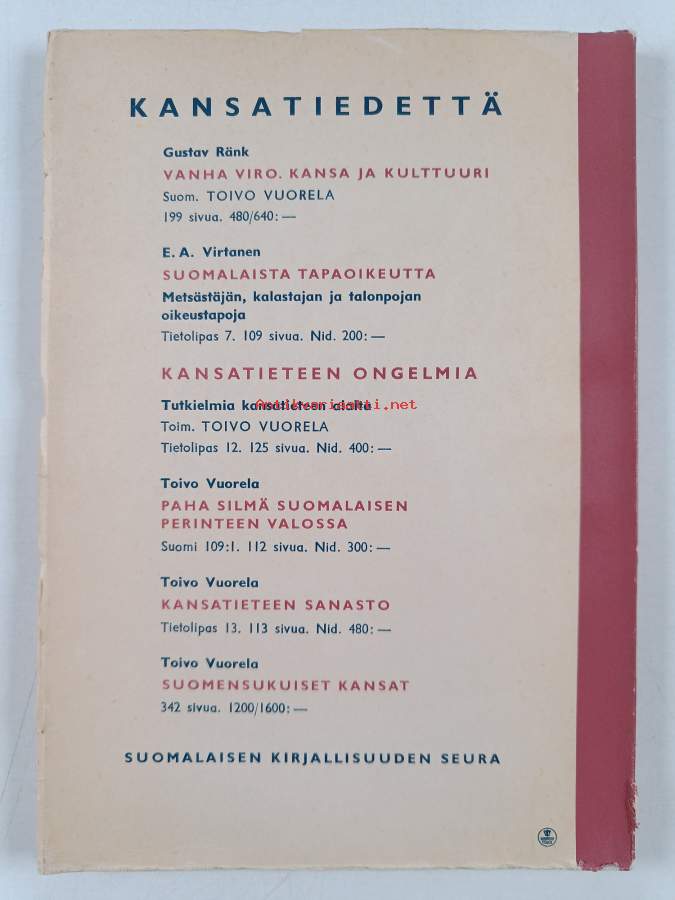 KANSATIEDETTÄ
Gustav Ränk
VANHA VIRO. KANSA JA KULTTUURI
Suom. TOIVO VUORELA
199 sivua. 480/640: —
E. A. Virtanen
SUOMALAISTA TAPAOIKEUTTA
Metsästäjän, kalastajan ja talonpojan
oikeustapoja
Tietolipas 7. 109 sivua. Nid. 200: —
KANSATIETEEN ONGELMIA
Antikvariaatti.net
Tutkielmia kansatieteen alalta
Toim. TOIVO VUORELA
Tietolipas 12. 125 sivua. Nid. 400: —
Toivo Vuorela
PAHA SILMÄ SUOMALAISEN
PERINTEEN VALOSSA
Suomi 109:1. 112 sivua. Nid. 300: —
Toivo Vuorela
KANSATIETEEN SANASTO
Tietolipas 13. 113 sivua. Nid. 480: —
Toivo Vuorela
SUOMENSUKUISET KANSAT
342 sivua. 1200/1600: —
SUOMALAISEN KIRJALLISUUDEN SEURA